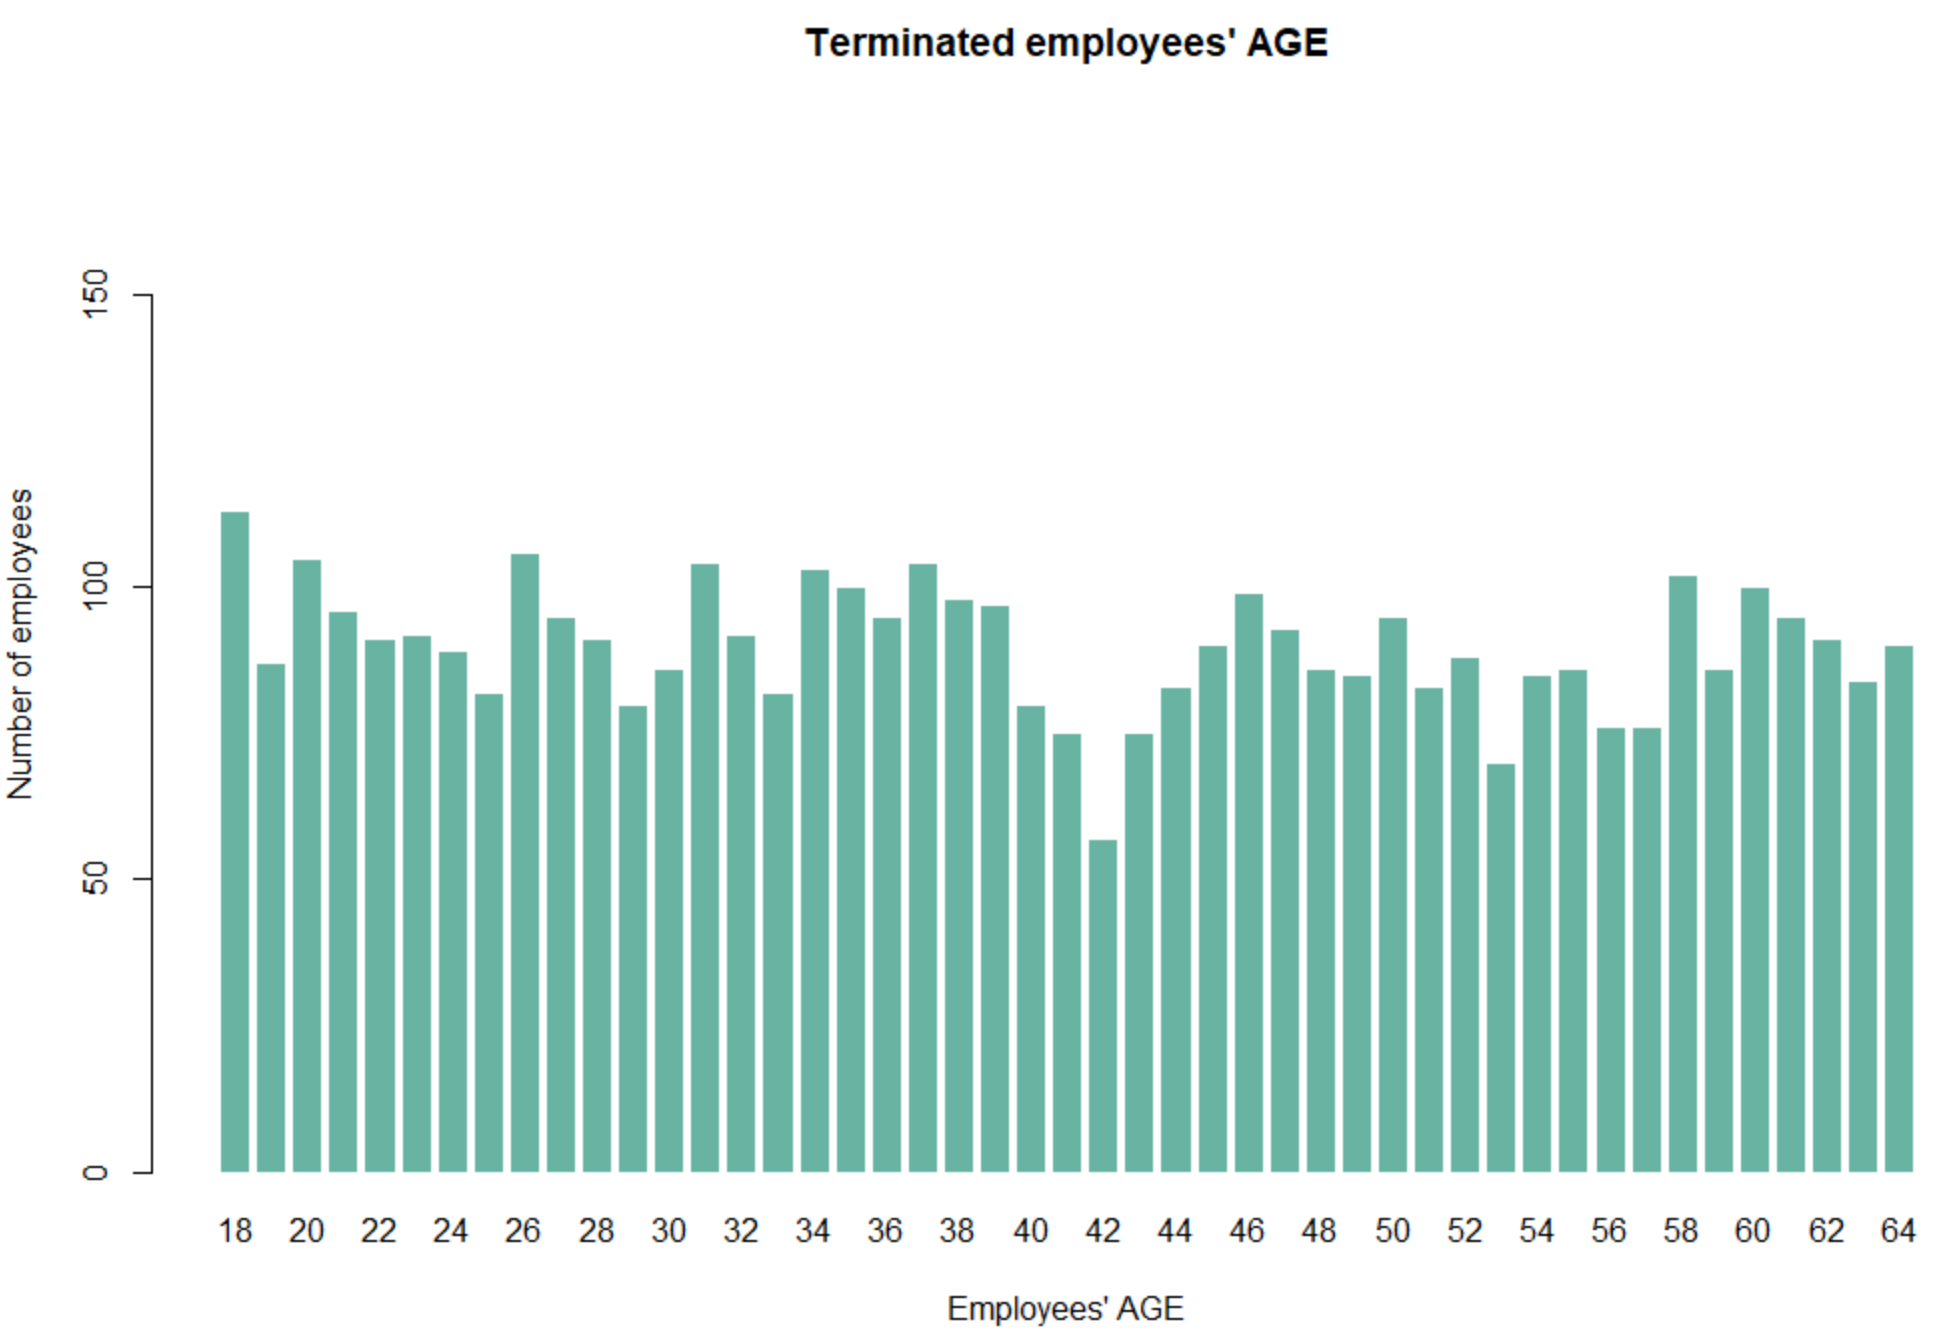 Terminated employees' AGE
Number of employees
150
100
50
0
18 20 22 24 26 28 30 32 34 36 38 40 42 44 46 48 50 52 54 56 58 60 62 64
Employees' AGE